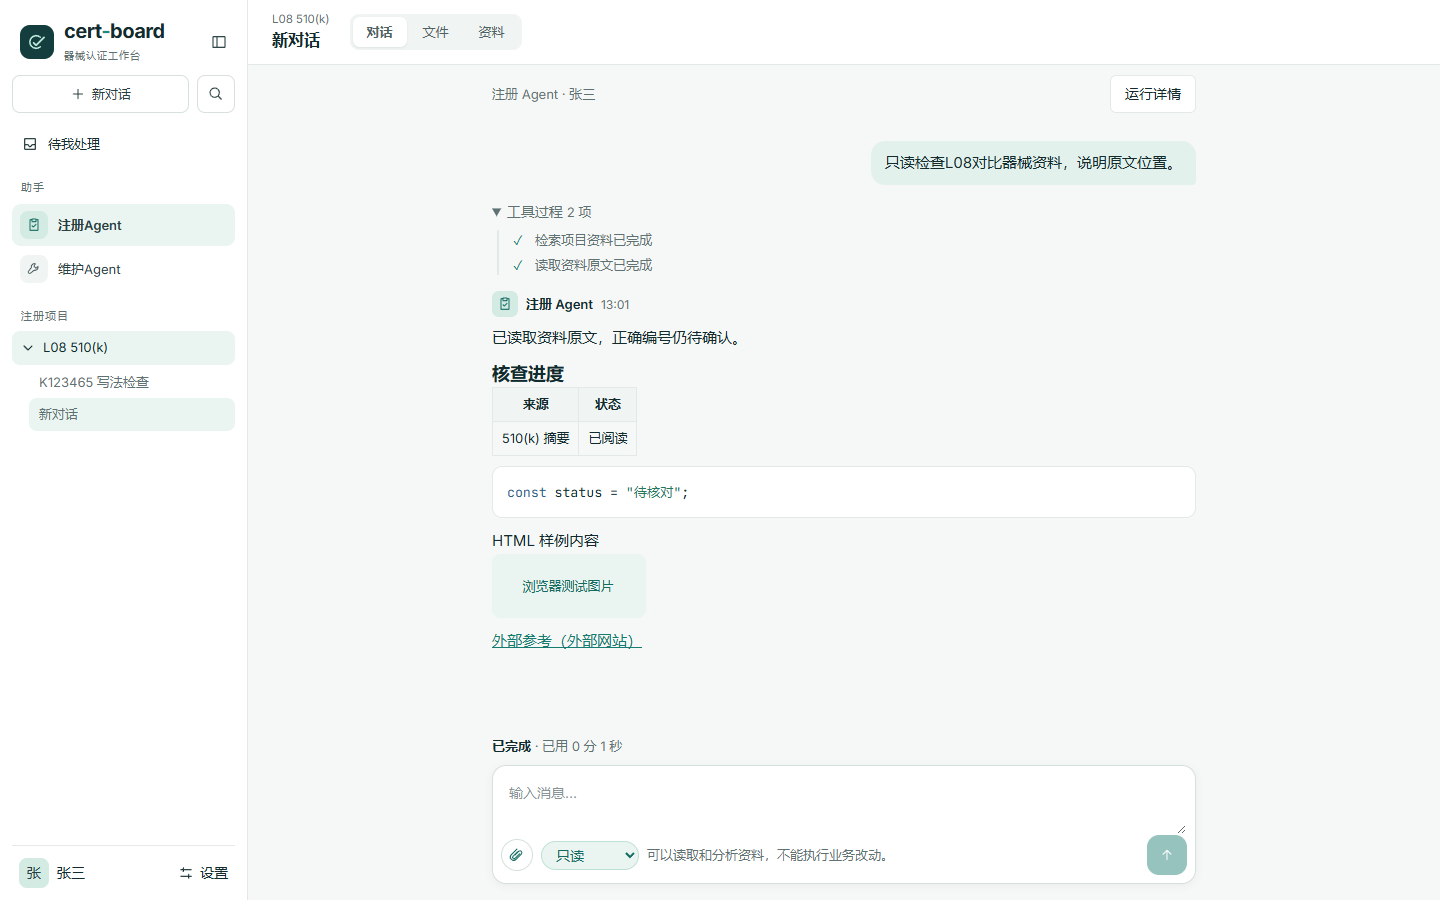 cert-board
器械认证工作台
新对话
待我处理
助手
注册Agent
维护Agent
注册项目
L08 510(k)
K123465 写法检查
新对话
张 张三
设置
L08 510(k)
新对话
对话
文件
资料
注册 Agent · 张三
运行详情
只读检查L08对比器械资料，说明原文位置。
▼ 工具过程 2 项
✓ 检索项目资料已完成
✓ 读取资料原文已完成
注册 Agent 13:01
已读取资料原文，正确编号仍待确认。
核查进度
来源 状态
510(k) 摘要 已阅读
const status = "待核对";
HTML 样例内容
浏览器测试图片
外部参考（外部网站）
已完成 · 已用 0 分 1 秒
输入消息...
只读
可以读取和分析资料，不能执行业务改动。